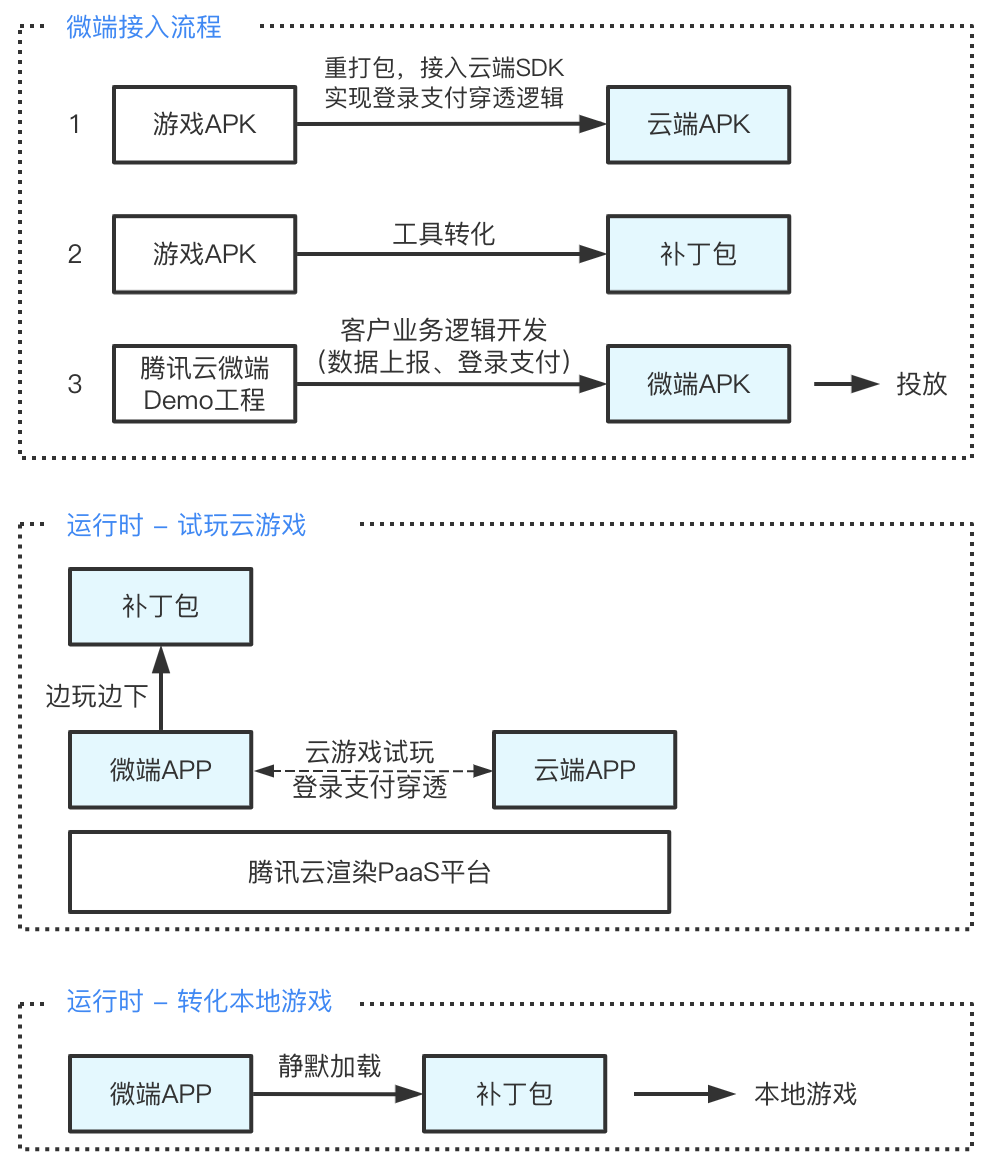 微端接入流程
重打包，接入云端SDK
实现登录支付穿透逻辑
1
游戏APK
云端APK
工具转化
2
游戏APK
补丁包
客户业务逻辑开发
（数据上报、登录支付）
3
腾讯云微端
Demo工程
微端APK
投放
运行时 – 试玩云游戏
补丁包
边玩边下
微端APP
云游戏试玩
登录支付穿透
云端APP
腾讯云渲染PaaS平台
运行时 – 转化本地游戏
微端APP
静默加载
补丁包
本地游戏